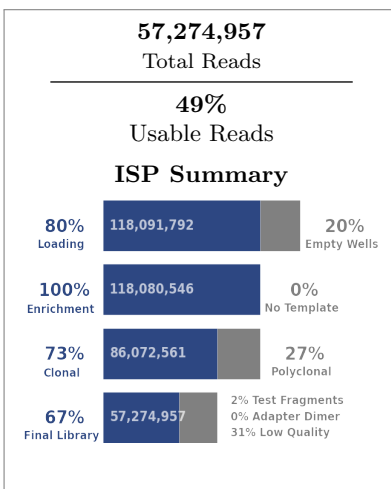 57,274,957
Total Reads
49%
Usable Reads
ISP Summary
80% 118,091,792 20%
Loading Empty Wells
100% 118,080,546 0%
Enrichment No Template
73% 86,072,561 27%
Clonal Polyclonal
67% 57,274,957 2% Test Fragments
0% Adapter Dimer
Final Library 31% Low Quality